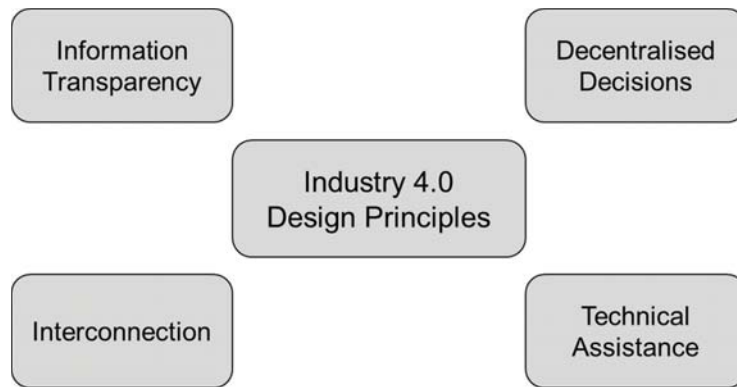 Information
Transparency
Decentralised
Decisions
Industry 4.0
Design Principles
Interconnection
Technical
Assistance